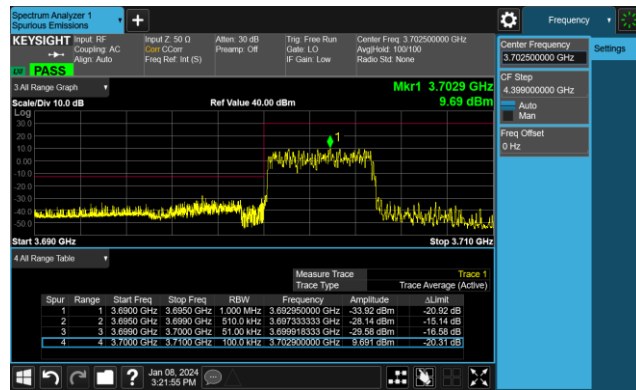 Spectrum Analyzer 1
Spurious Emissions
Frequency
KEYSIGHT Input: RF Input Z: 50 Ω Atten: 30 dB Trig: Free Run Center Freq: 3.702500000 GHz
Coupling: AC Corr CCorr Preamp: Off Gate: LO Avg|Hold: 100/100
Align: Auto Freq Ref: Int (S) IF Gain: Low Radio Std: None
PASS
Center Frequency
3.702500000 GHz
Settings
CF Step
4.399000000 GHz
Auto
Man
Freq Offset
0 Hz
3 All Range Graph
Mkr1 3.7029 GHz
Scale/Div 10.0 dB Ref Value 40.00 dBm 9.69 dBm
Log
30.0
20.0
10.0
0.00
-10.0
-20.0
-30.0
-40.0
-50.0
1
Start 3.690 GHz Stop 3.710 GHz
4 All Range Table
Measure Trace Trace 1
Trace Type Trace Average (Active)
Spur Range Start Freq Stop Freq RBW Frequency Amplitude ΔLimit
1 1 3.6900 GHz 3.6950 GHz 1.000 MHz 3.692950000 GHz -33.92 dBm -20.92 dB
2 2 3.6950 GHz 3.6990 GHz 510.0 kHz 3.697333333 GHz -28.14 dBm -15.14 dB
3 3 3.6990 GHz 3.7000 GHz 51.00 kHz 3.699918333 GHz -29.58 dBm -16.58 dB
4 4 3.7000 GHz 3.7100 GHz 100.0 kHz 3.702900000 GHz 9.691 dBm -20.31 dB
? Jan 08, 2024
3:21:55 PM